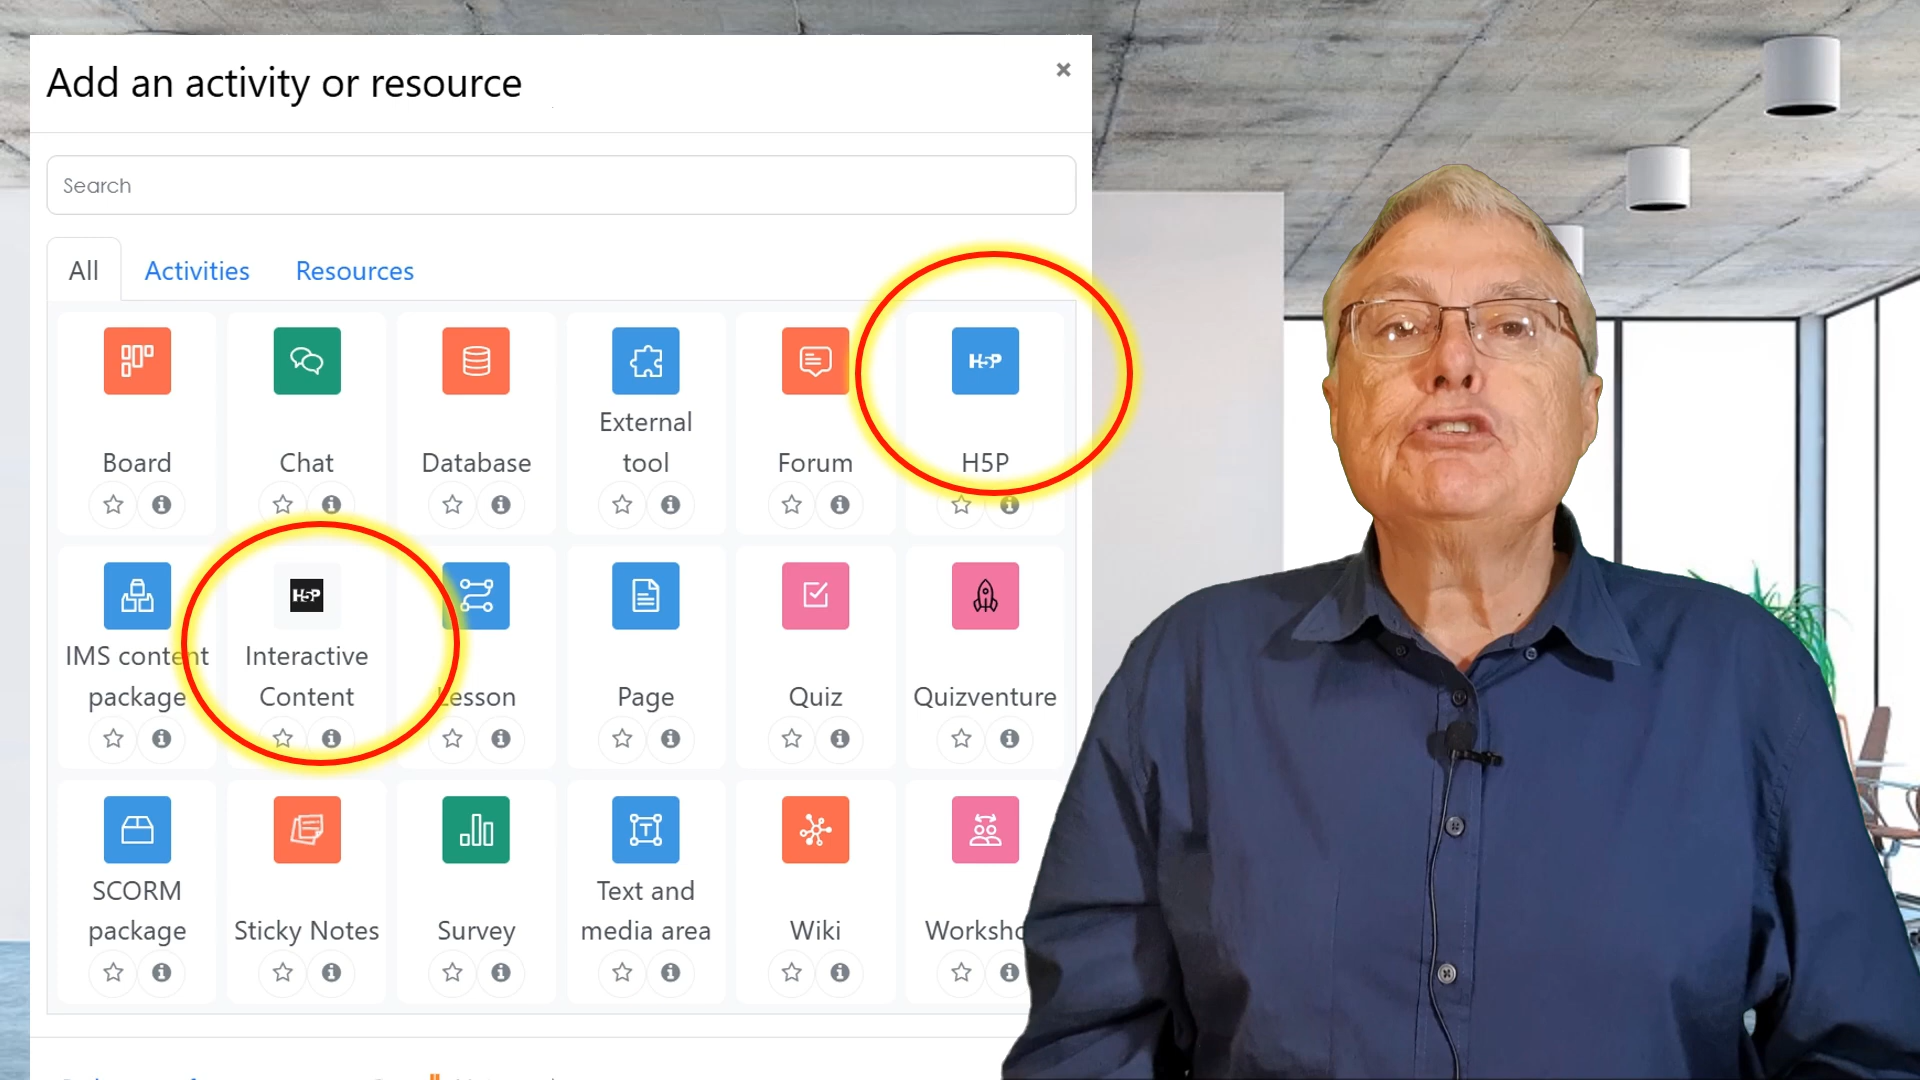 Add an activity or resource
×
Search
All Activities Resources
H5P
External
Board Chat Database tool Forum H5P
H5P
IMS content Interactive
package Content Lesson Page Quiz Quizventure
T
SCORM Text and
package Sticky Notes Survey media area Wiki Worksho